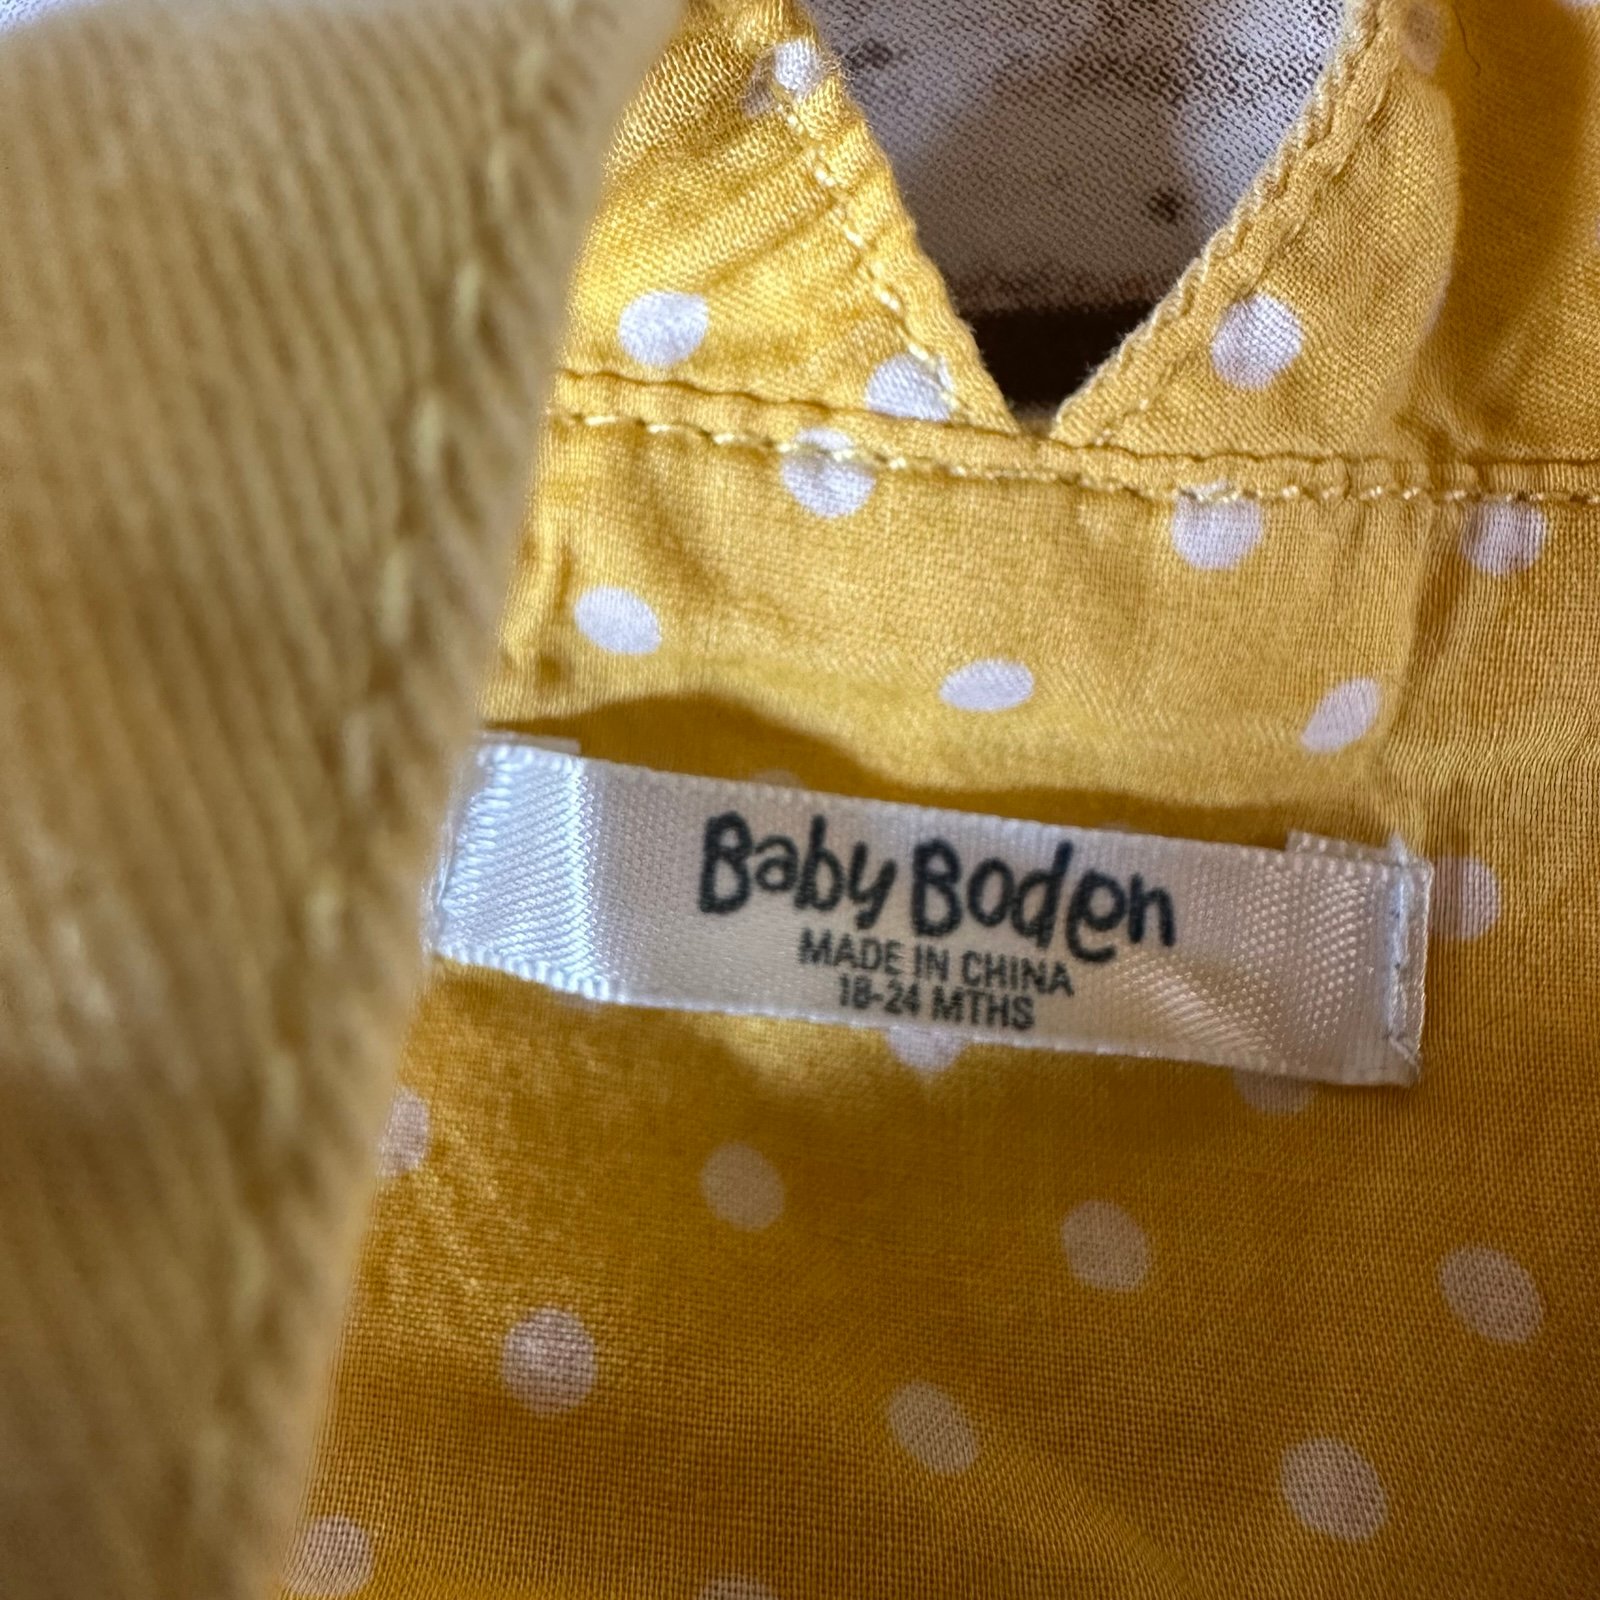 Baby Boden
MADE IN CHINA
18-24 MTHS